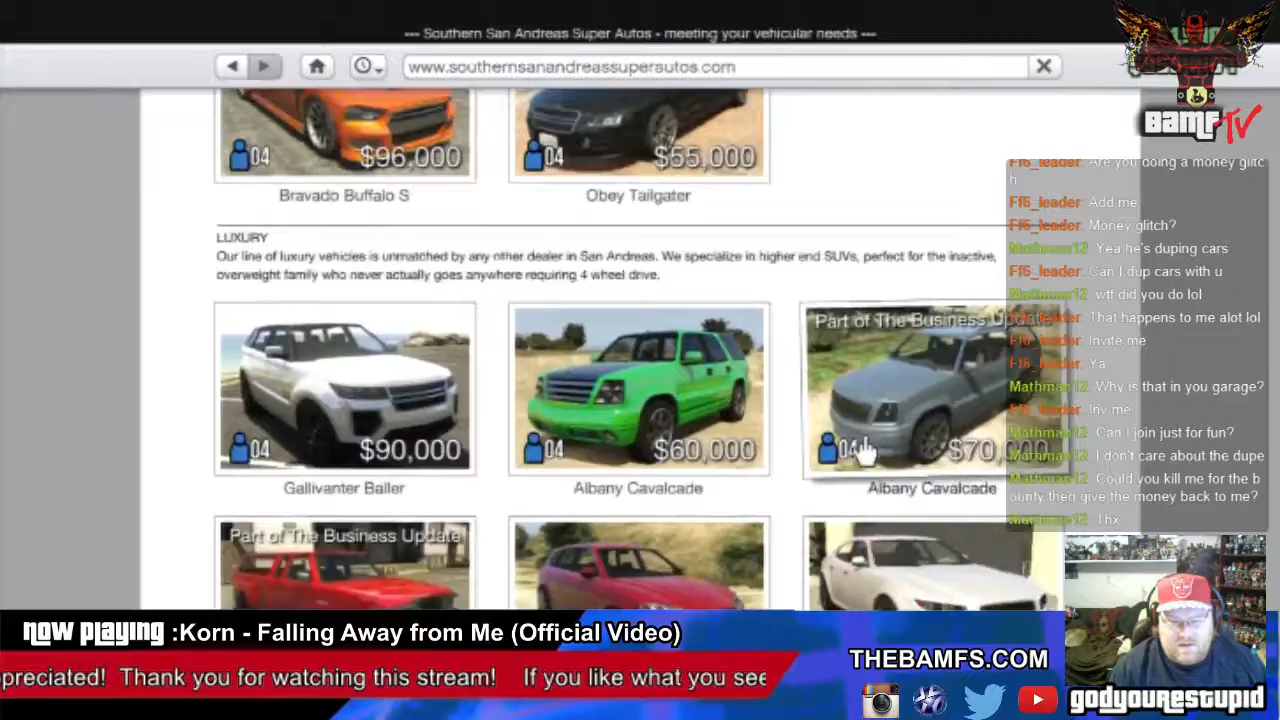 --- Southern San Andreas Super Autos - meeting your vehicular needs ---
www.southernsanandreassuperautos.com
BAMF TV
04 $96,000
04 $55,000
Bravado Buffalo S
Obey Tailgater
LUXURY
Our line of luxury vehicles is unmatched by any other dealer in San Andreas. We specialize in higher end SUVs, perfect for the inactive,
overweight family who never actually goes anywhere requiring 4 wheel drive.
04 $90,000
04 $60,000
Part of The Business Update
04 $70,000
Gallivanter Baller
Albany Cavalcade
Albany Cavalcade
Part of The Business Update
Ff6_leader: Are you doing a money glitc
h
Ff6_leader: Add me
Ff6_leader: Money glitch?
Mathman12: Yea he's duping cars
Ff6_leader: Can I dup cars with u
Mathman12: wtf did you do lol
Ff6_leader: That happens to me alot lol
Ff6_leader: Invite me
Ff6_leader: Ya
Mathman12: Why is that in you garage?
Ff6_leader: Inv me
Mathman12: Can I join just for fun?
Mathman12: I don't care about the dupe
Mathman12: Could you kill me for the b
ounty then give the money back to me?
Mathman12: Thx
now playing :Korn - Falling Away from Me (Official Video)
preciated! Thank you for watching this stream! If you like what you see
THEBAMFS.COM
godyourestupid